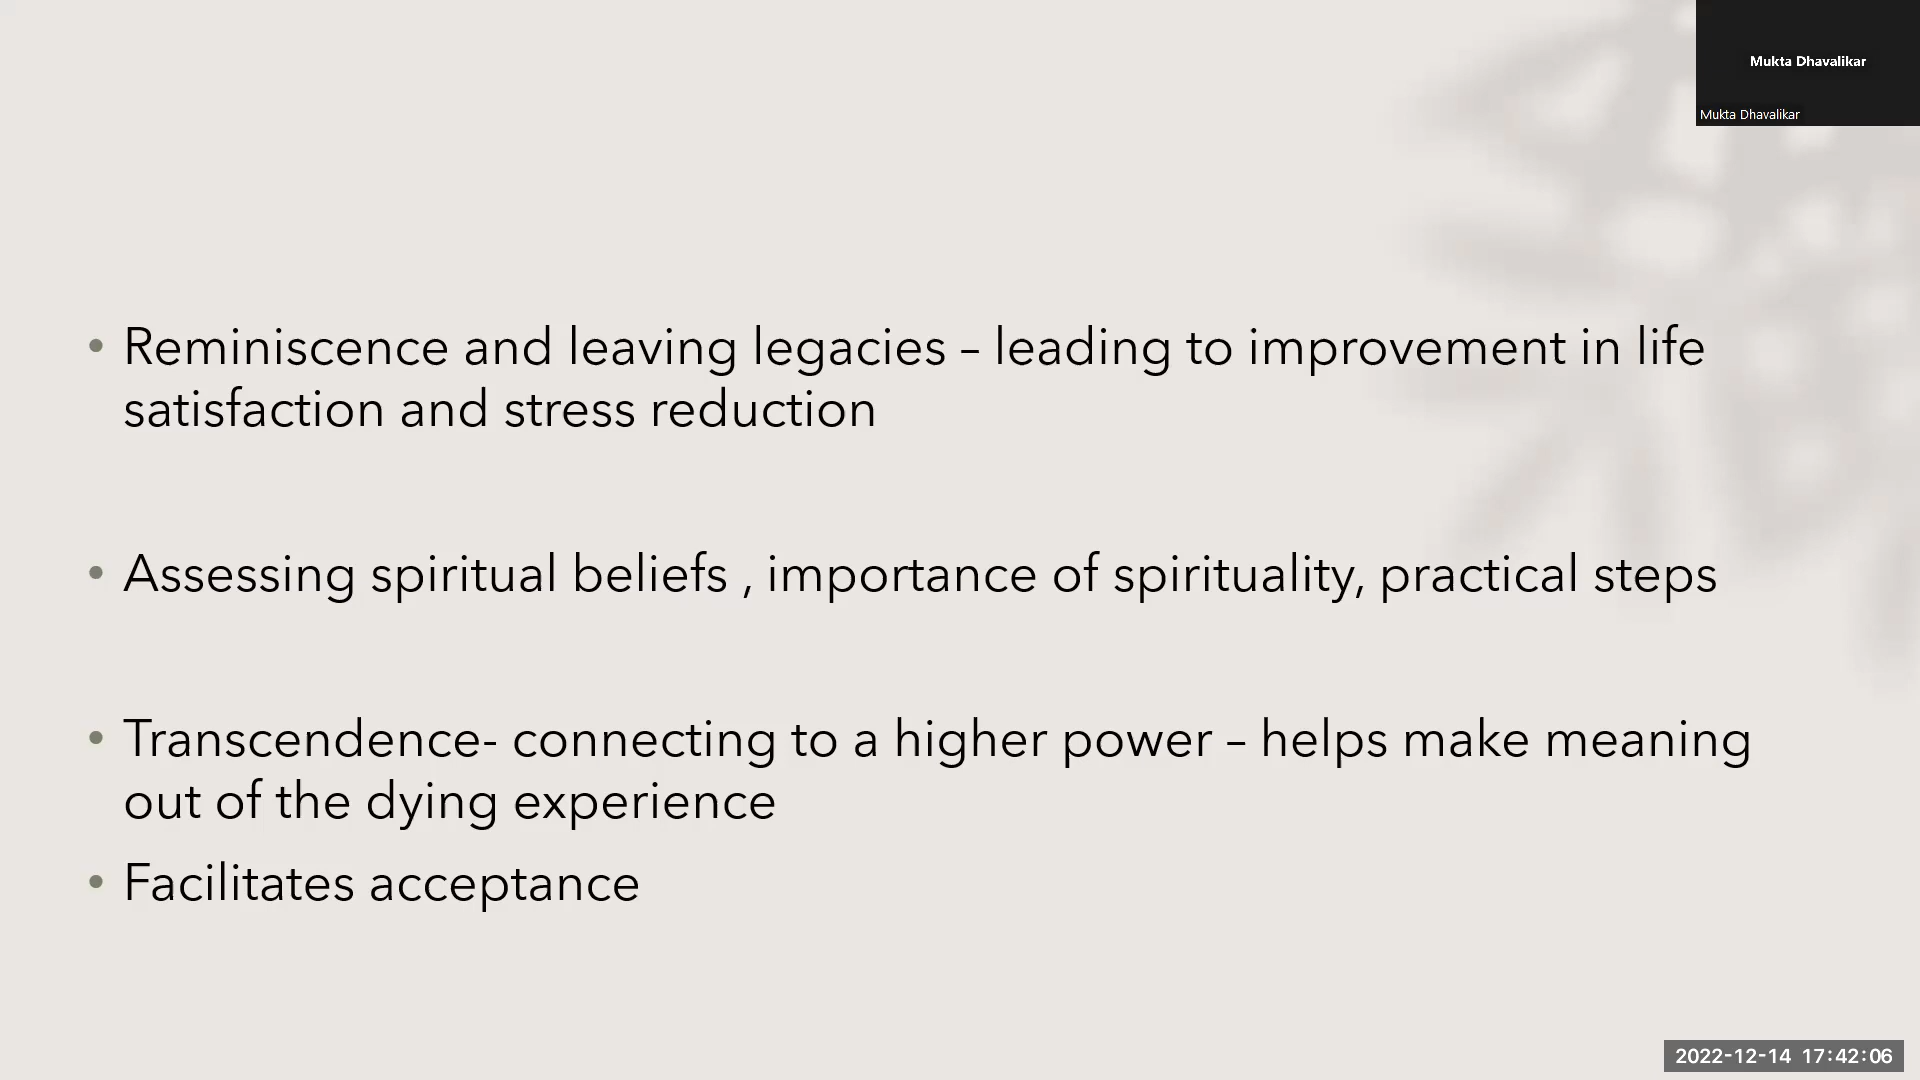 Mukta Dhavalikar
Mukta Dhavalikar
• Reminiscence and leaving legacies – leading to improvement in life
satisfaction and stress reduction
• Assessing spiritual beliefs , importance of spirituality, practical steps
• Transcendence- connecting to a higher power – helps make meaning
out of the dying experience
• Facilitates acceptance
2022-12-14 17:42:06